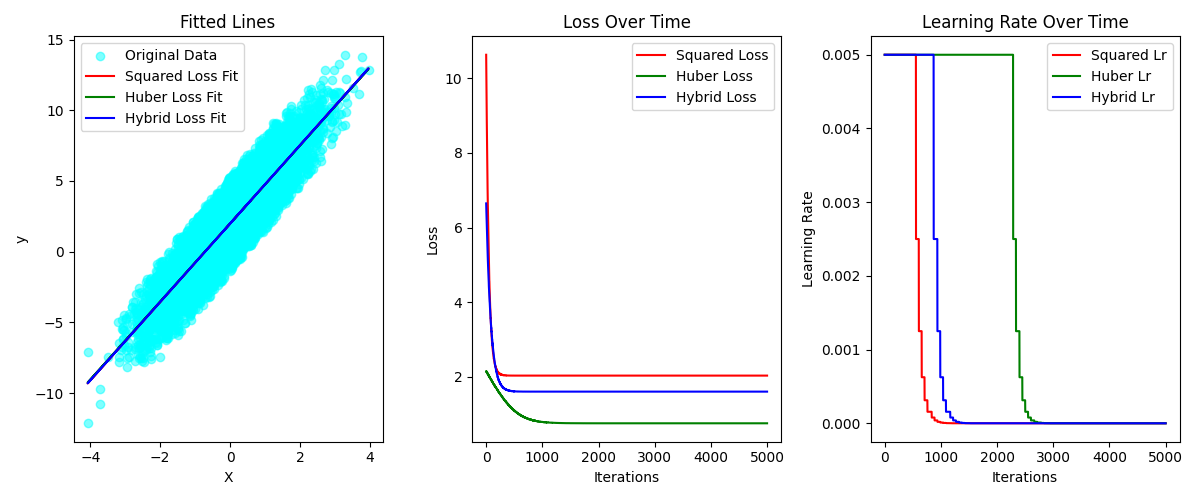 Fitted Lines
Original Data
Squared Loss Fit
Huber Loss Fit
Hybrid Loss Fit
15
10
5
0
−5
−10
y
−4
−2
0
2
4
X
Loss Over Time
Squared Loss
Huber Loss
Hybrid Loss
10
8
6
4
2
Loss
0
1000
2000
3000
4000
5000
Iterations
Learning Rate Over Time
Squared Lr
Huber Lr
Hybrid Lr
0.005
0.004
0.003
0.002
0.001
0.000
Learning Rate
0
1000
2000
3000
4000
5000
Iterations